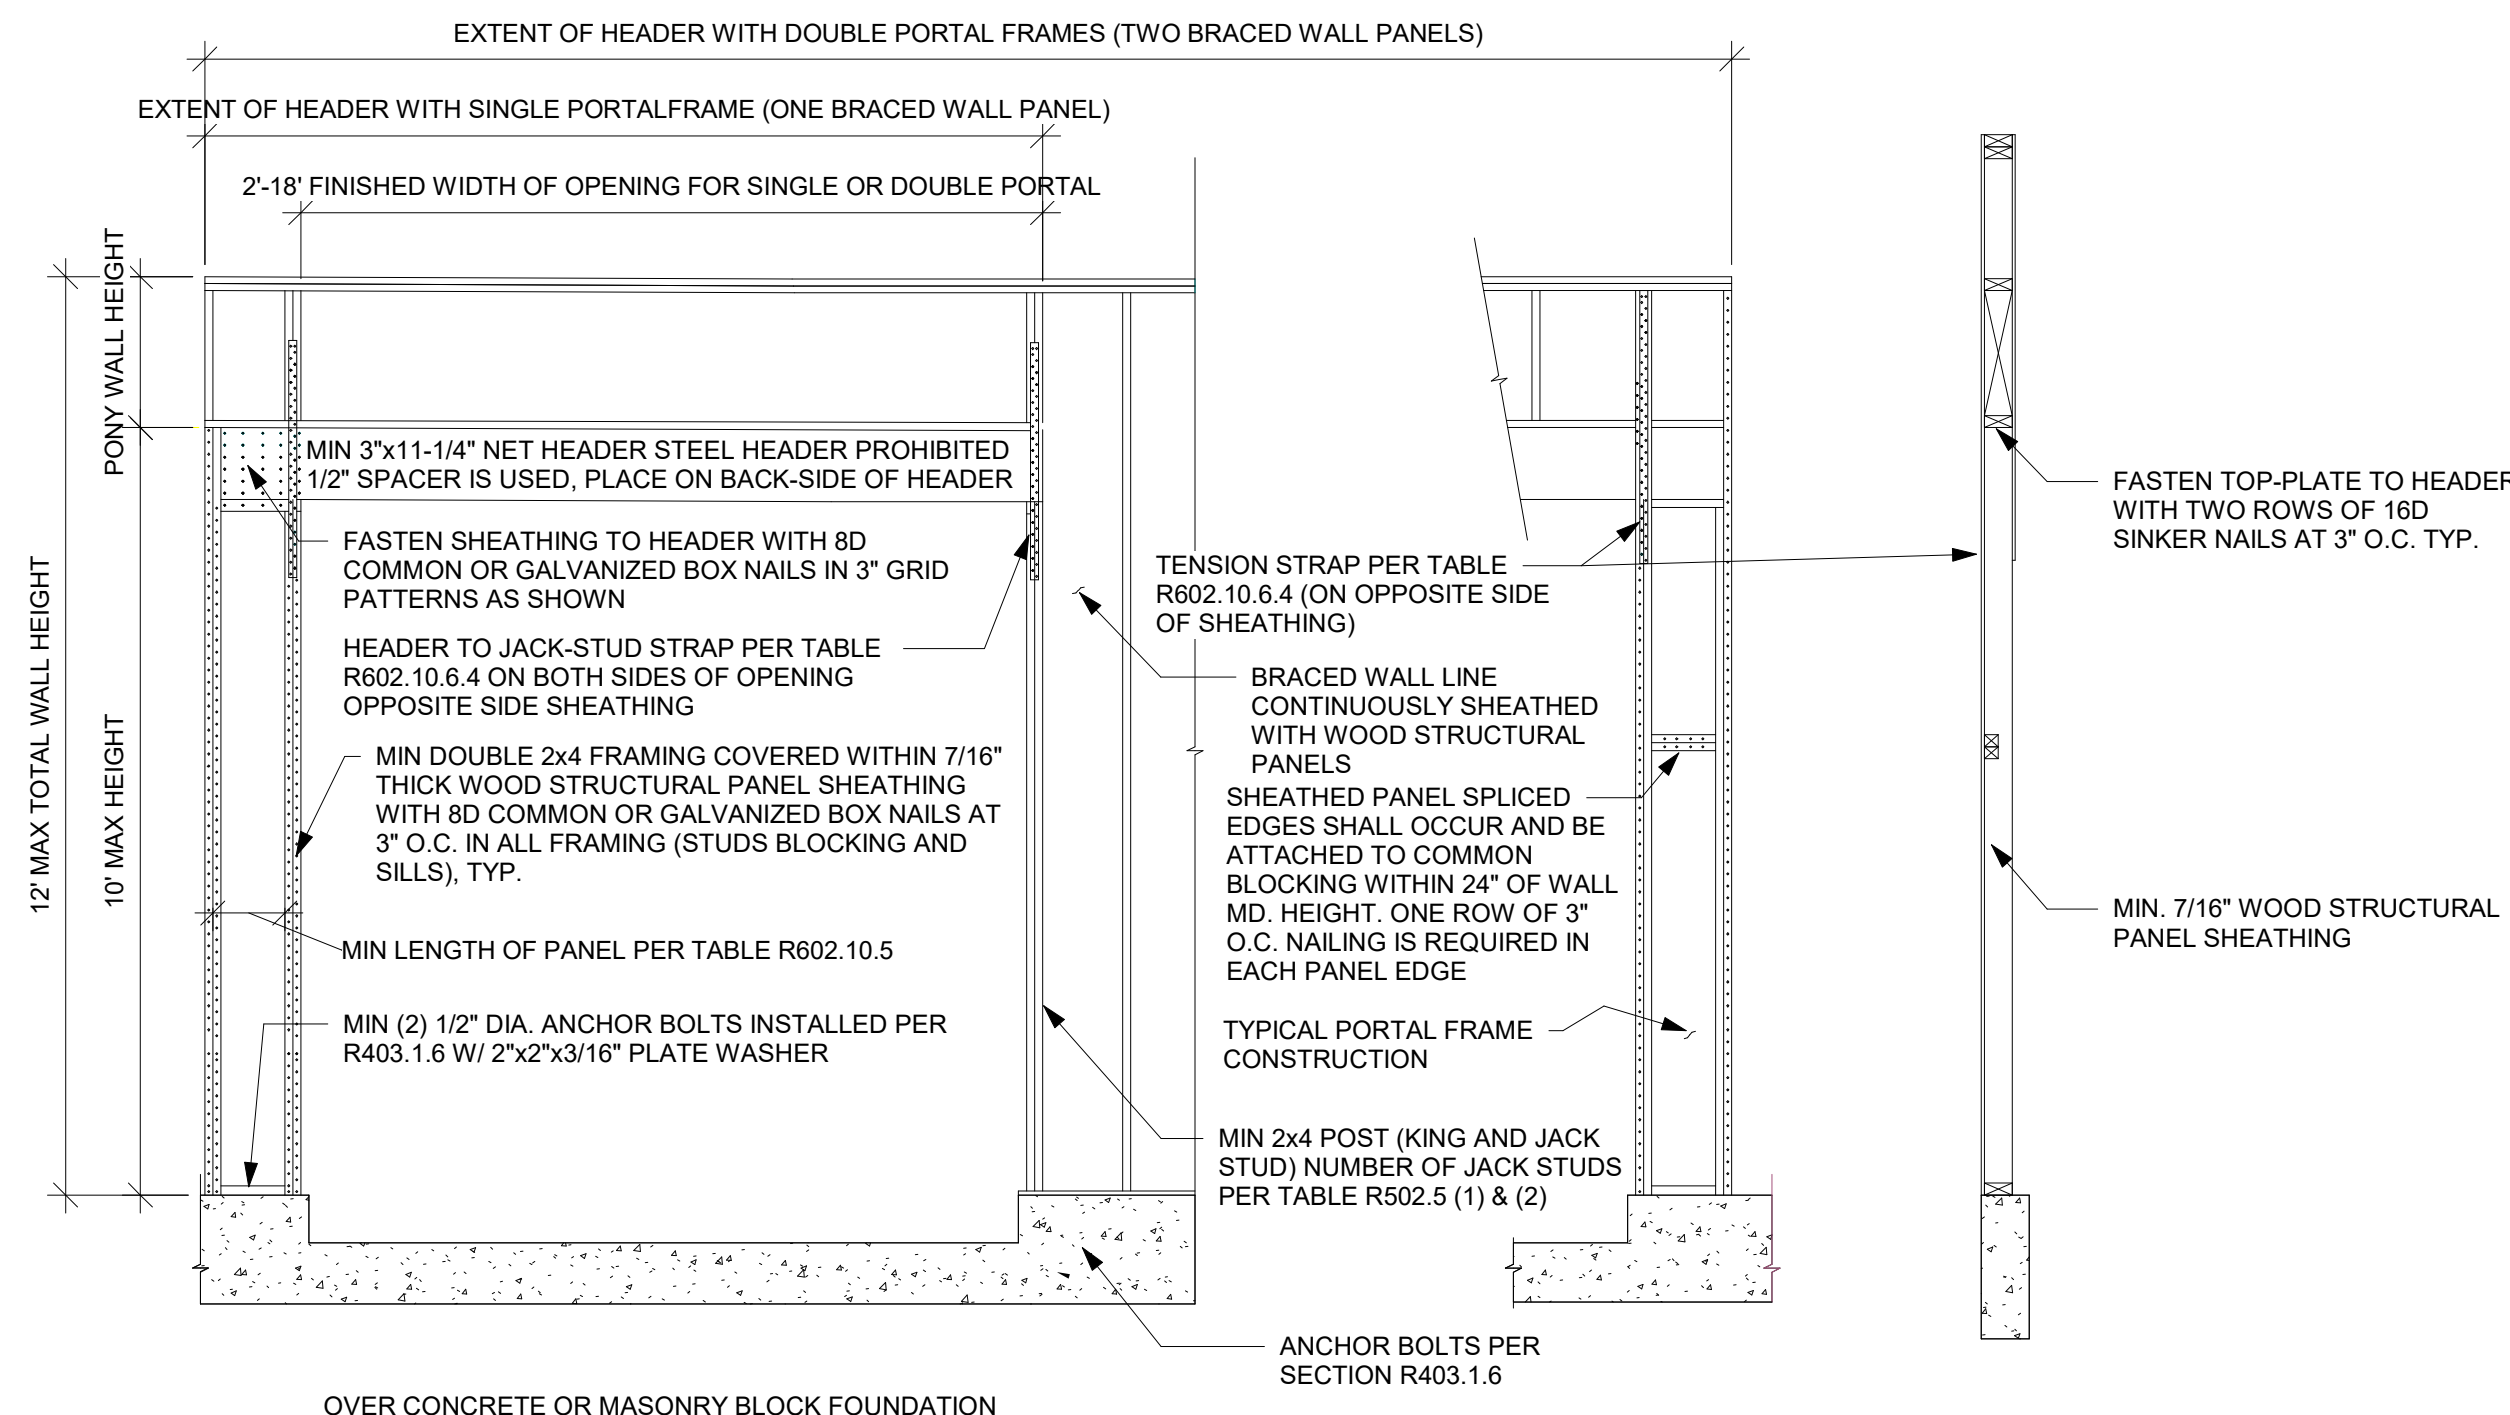 EXTENT OF HEADER WITH DOUBLE PORTAL FRAMES (TWO BRACED WALL PANELS)
EXTENT OF HEADER WITH SINGLE PORTALFRAME (ONE BRACED WALL PANEL)
2'-18' FINISHED WIDTH OF OPENING FOR SINGLE OR DOUBLE PORTAL
12' MAX TOTAL WALL HEIGHT
PONY WALL HEIGHT
10' MAX HEIGHT
MIN 3"x11-1/4" NET HEADER STEEL HEADER PROHIBITED
1/2" SPACER IS USED, PLACE ON BACK-SIDE OF HEADER
FASTEN SHEATHING TO HEADER WITH 8D
COMMON OR GALVANIZED BOX NAILS IN 3" GRID
PATTERNS AS SHOWN
HEADER TO JACK-STUD STRAP PER TABLE
R602.10.6.4 ON BOTH SIDES OF OPENING
OPPOSITE SIDE SHEATHING
MIN DOUBLE 2x4 FRAMING COVERED WITHIN 7/16"
THICK WOOD STRUCTURAL PANEL SHEATHING
WITH 8D COMMON OR GALVANIZED BOX NAILS AT
3" O.C. IN ALL FRAMING (STUDS BLOCKING AND
SILLS), TYP.
MIN LENGTH OF PANEL PER TABLE R602.10.5
MIN (2) 1/2" DIA. ANCHOR BOLTS INSTALLED PER
R403.1.6 W/ 2"x2"x3/16" PLATE WASHER
TENSION STRAP PER TABLE
R602.10.6.4 (ON OPPOSITE SIDE
OF SHEATHING)
BRACED WALL LINE
CONTINUOUSLY SHEATHED
WITH WOOD STRUCTURAL
PANELS
SHEATHED PANEL SPLICED
EDGES SHALL OCCUR AND BE
ATTACHED TO COMMON
BLOCKING WITHIN 24" OF WALL
MD. HEIGHT. ONE ROW OF 3"
O.C. NAILING IS REQUIRED IN
EACH PANEL EDGE
TYPICAL PORTAL FRAME
CONSTRUCTION
MIN 2x4 POST (KING AND JACK
STUD) NUMBER OF JACK STUDS
PER TABLE R502.5 (1) & (2)
ANCHOR BOLTS PER
SECTION R403.1.6
FASTEN TOP-PLATE TO HEADER
WITH TWO ROWS OF 16D
SINKER NAILS AT 3" O.C. TYP.
MIN. 7/16" WOOD STRUCTURAL
PANEL SHEATHING
OVER CONCRETE OR MASONRY BLOCK FOUNDATION